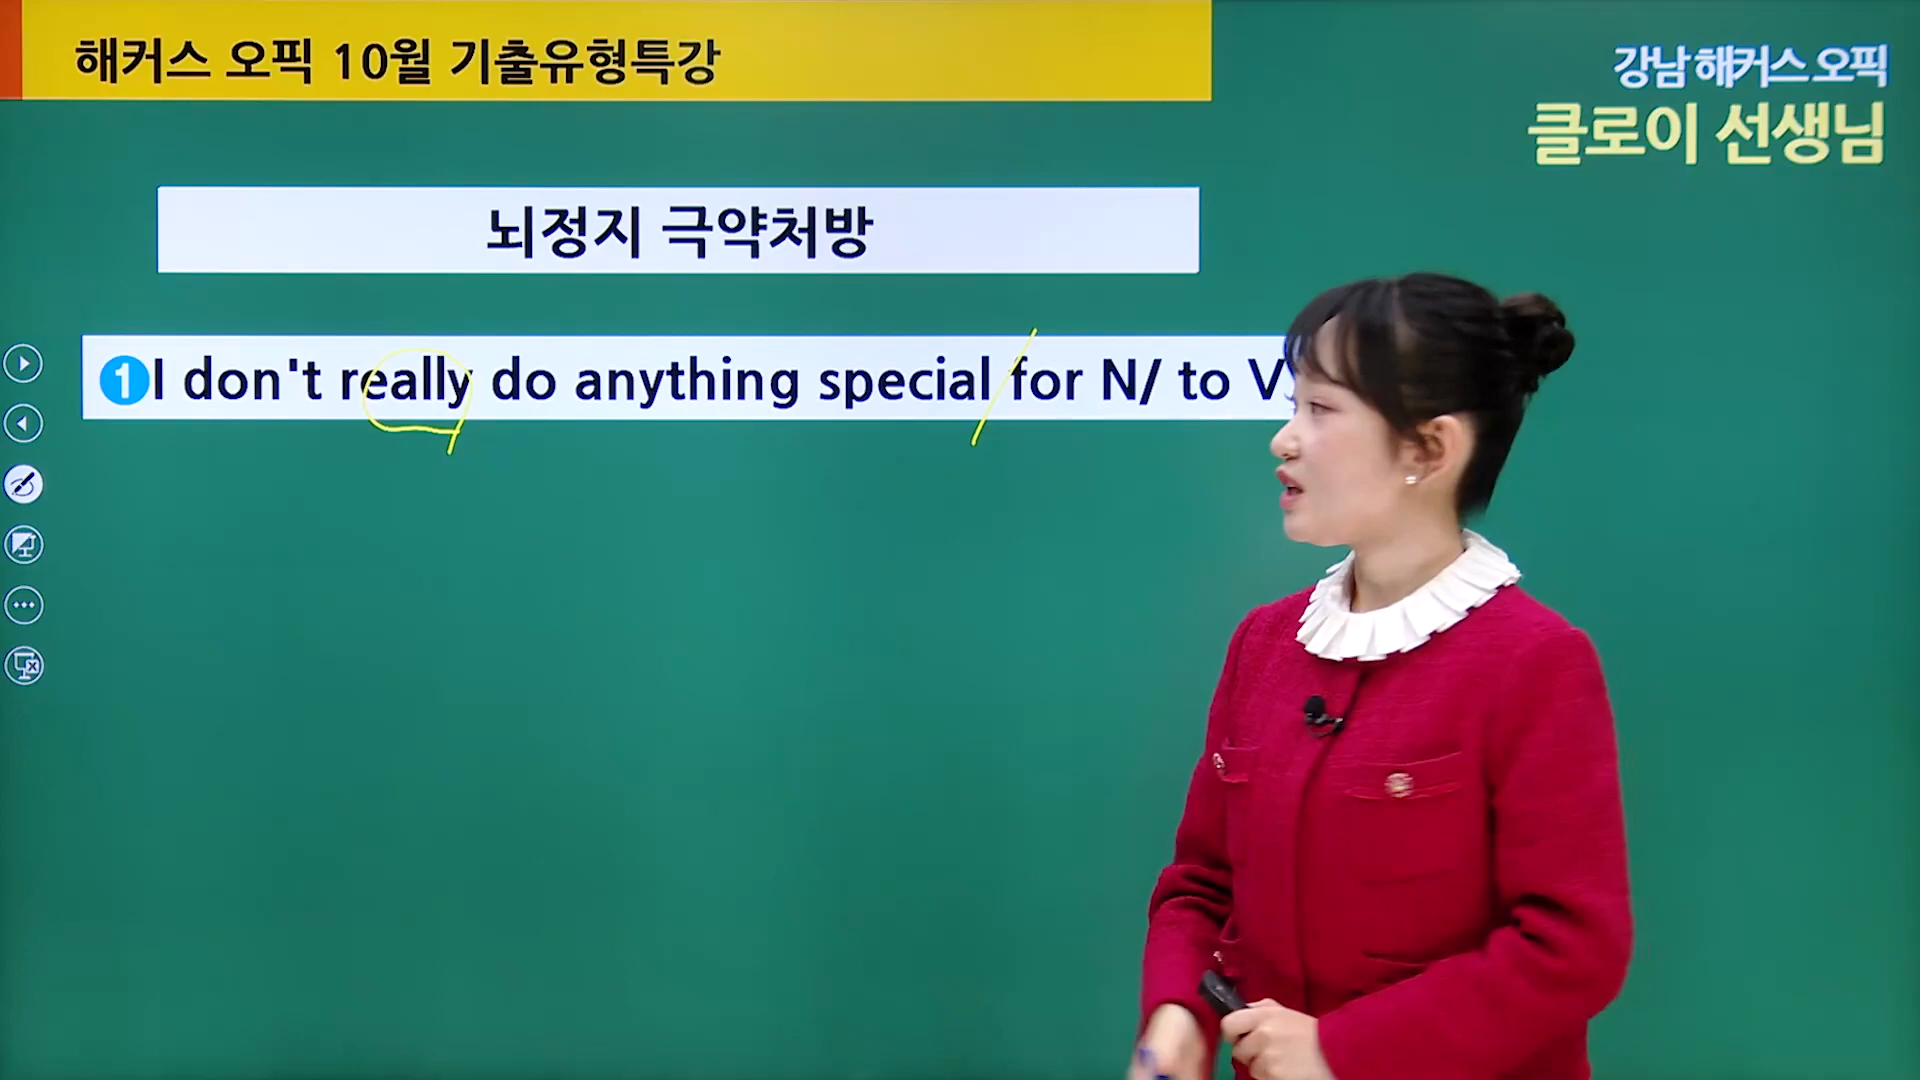 해커스 오픽 10월 기출유형특강
강남 해커스 오픽
클로이 선생님
뇌정지 극약처방
1 I don't really do anything special for N/ to V